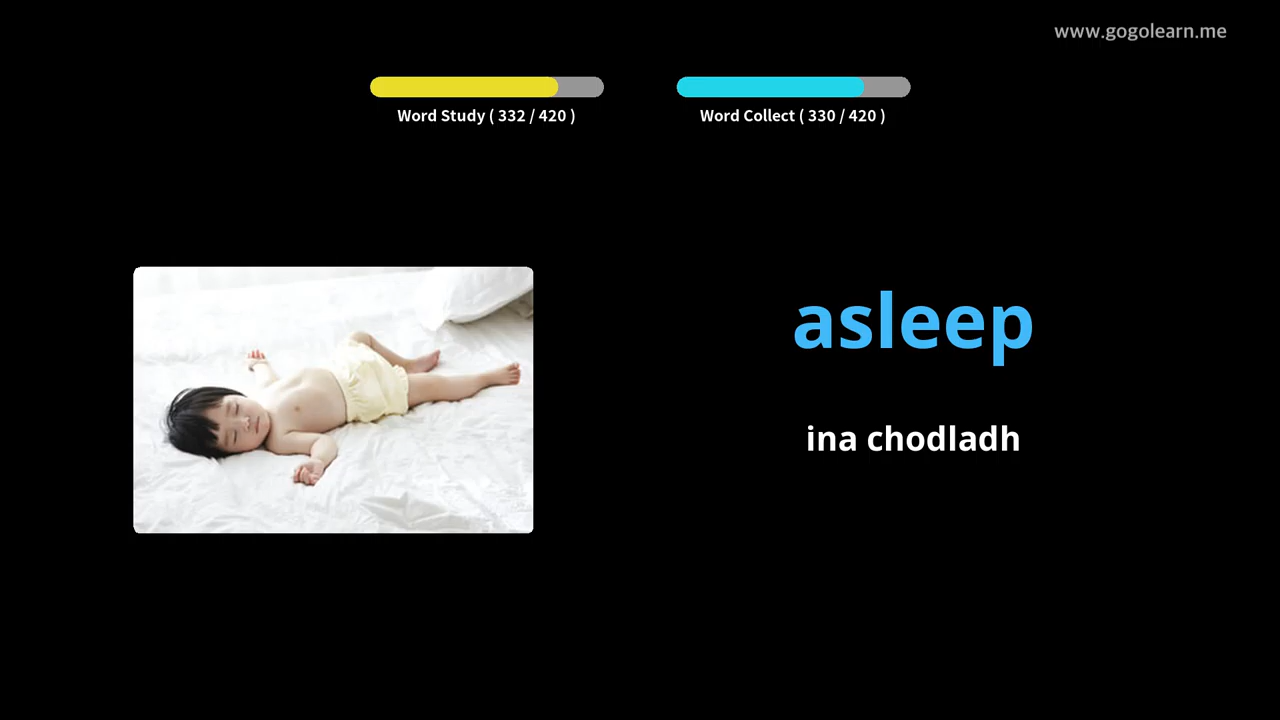 www.gogolearn.me
Word Study ( 332 / 420 )
Word Collect ( 330 / 420 )
asleep
ina chodladh